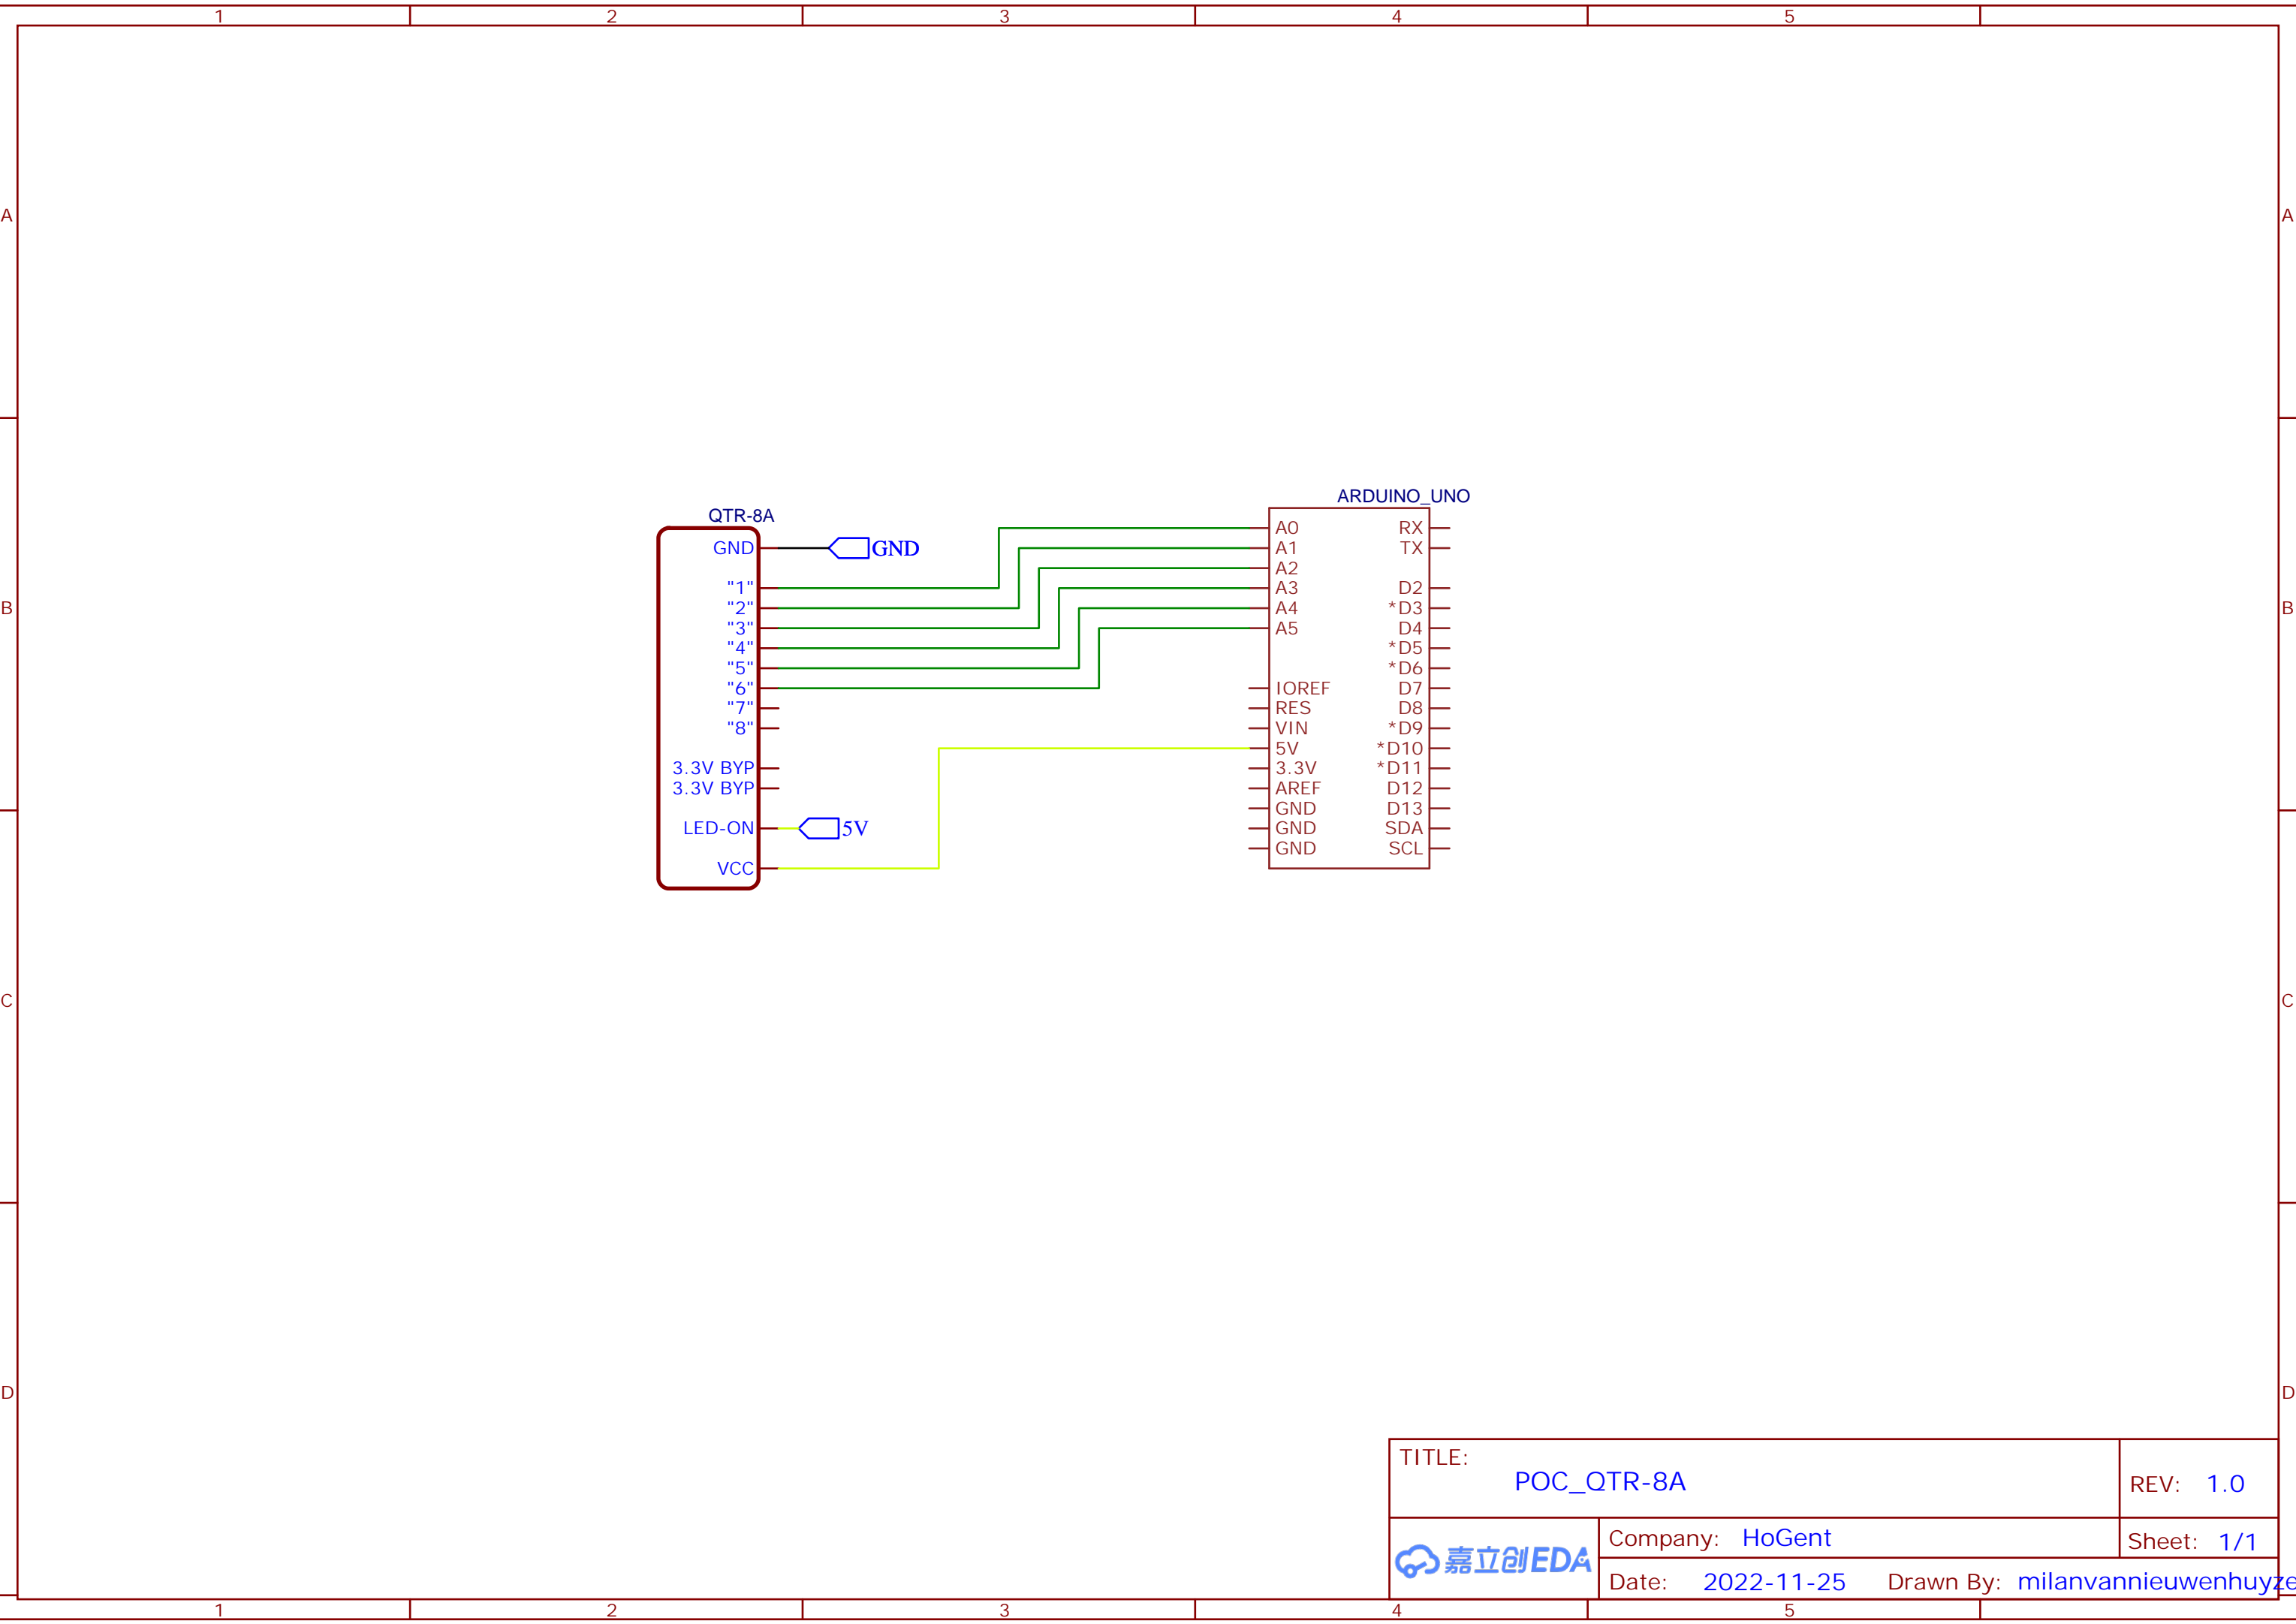 1 2 3 4 5
A A
B B
C C
D D
QTR-8A
GND
"1"
"2"
"3"
"4"
"5"
"6"
"7"
"8"
3.3V BYP
3.3V BYP
LED-ON
VCC
GND
5V
ARDUINO_UNO
A0 RX
A1 TX
A2
A3 D2
A4 *D3
A5 D4
*D5
*D6
IOREF D7
RES D8
VIN *D9
5V *D10
3.3V *D11
AREF D12
GND D13
GND SDA
GND SCL
TITLE:
POC_QTR-8A
REV: 1.0
嘉立创EDA
Company: HoGent
Sheet: 1/1
Date: 2022-11-25 Drawn By: milanvannieuwenhuyze
1 2 3 4 5